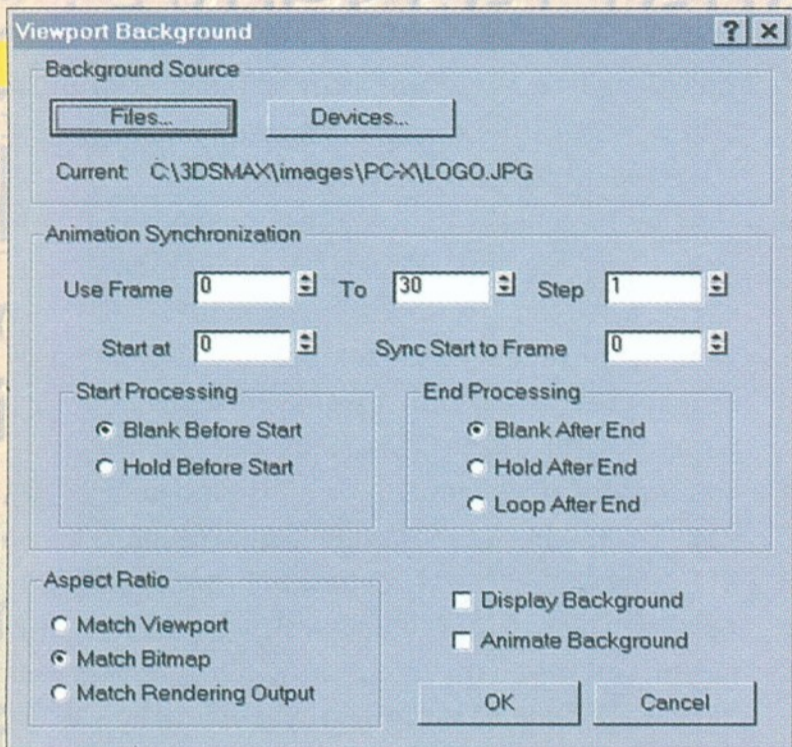 Viewport Background
Background Source
Files... Devices...
Current: C:\3DSMAX\images\PC-X\LOGO.JPG
Animation Synchronization
Use Frame 0 To 30 Step 1
Start at 0 Sync Start to Frame 0
Start Processing
Blank Before Start
Hold Before Start
End Processing
Blank After End
Hold After End
Loop After End
Aspect Ratio
Match Viewport
Match Bitmap
Match Rendering Output
Display Background
Animate Background
OK Cancel